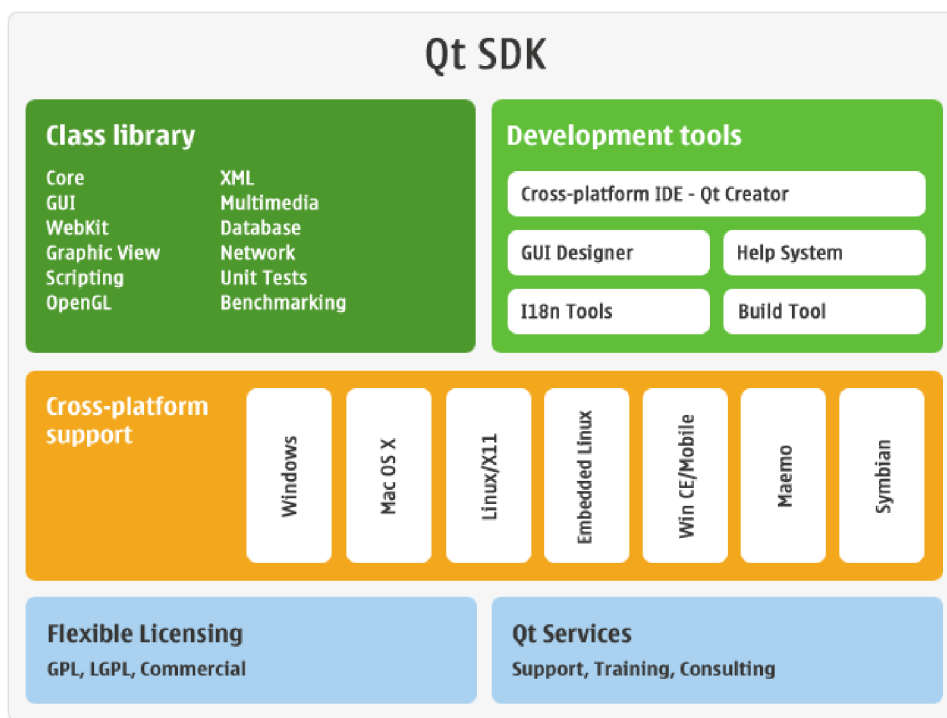 Qt SDK
Class library
Core
GUI
WebKit
Graphic View
Scripting
OpenGL
XML
Multimedia
Database
Network
Unit Tests
Benchmarking
Development tools
Cross-platform IDE - Qt Creator
GUI Designer
Help System
I18n Tools
Build Tool
Cross-platform
support
Windows
Mac OS X
Linux/X11
Embedded Linux
Win CE/Mobile
Maemo
Symbian
Flexible Licensing
GPL, LGPL, Commercial
Qt Services
Support, Training, Consulting